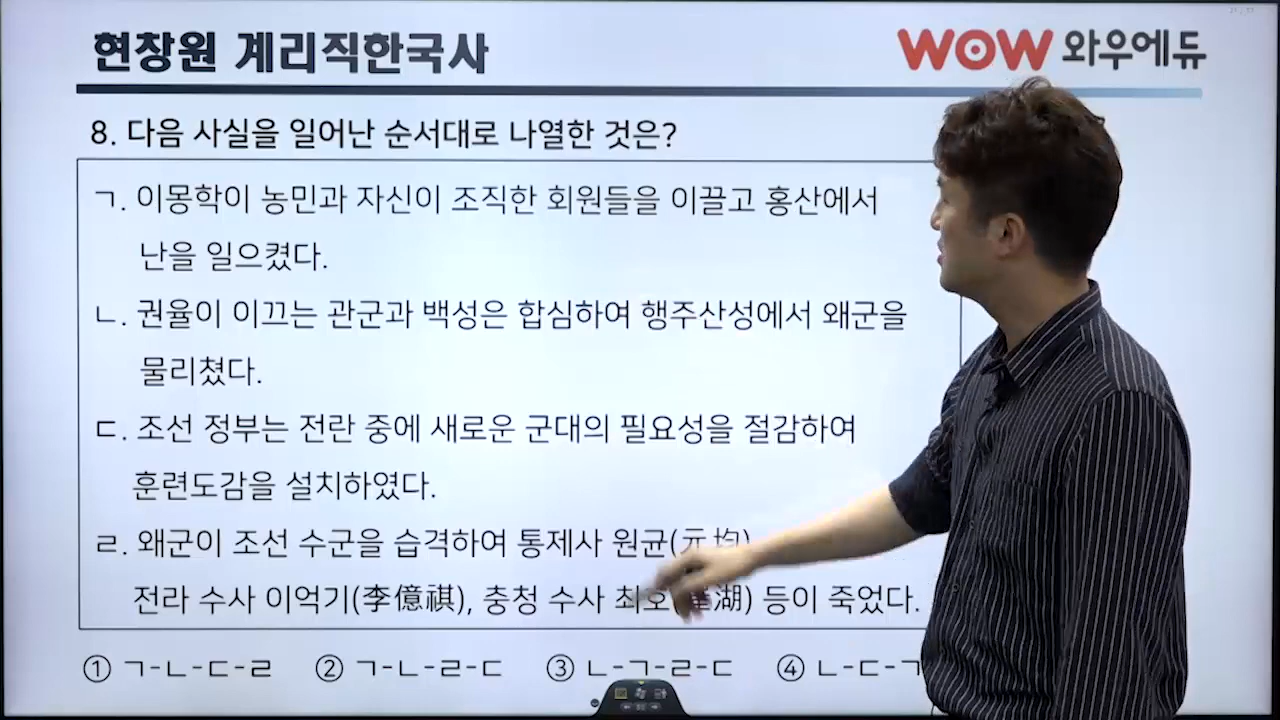 현창원 계리직한국사
WOW 와우에듀
8. 다음 사실을 일어난 순서대로 나열한 것은?
ㄱ. 이몽학이 농민과 자신이 조직한 회원들을 이끌고 홍산에서
난을 일으켰다.
ㄴ. 권율이 이끄는 관군과 백성은 합심하여 행주산성에서 왜군을
물리쳤다.
ㄷ. 조선 정부는 전란 중에 새로운 군대의 필요성을 절감하여
훈련도감을 설치하였다.
ㄹ. 왜군이 조선 수군을 습격하여 통제사 원균(元均)
전라 수사 이억기(李億祺), 충청 수사 최호( 湖) 등이 죽었다.
① ㄱ-ㄴ-ㄷ-ㄹ ② ㄱ-ㄴ-ㄹ-ㄷ ③ ㄴ-ㄱ-ㄹ-ㄷ ④ ㄴ-ㄷ-ㄱ